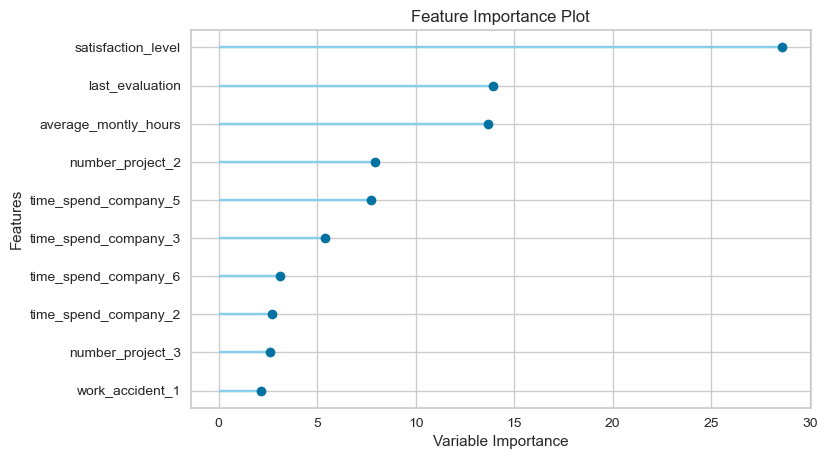 Feature Importance Plot
satisfaction_level
last_evaluation
average_montly_hours
number_project_2
time_spend_company_5
time_spend_company_3
time_spend_company_6
time_spend_company_2
number_project_3
work_accident_1
Features
0 5 10 15 20 25 30
Variable Importance